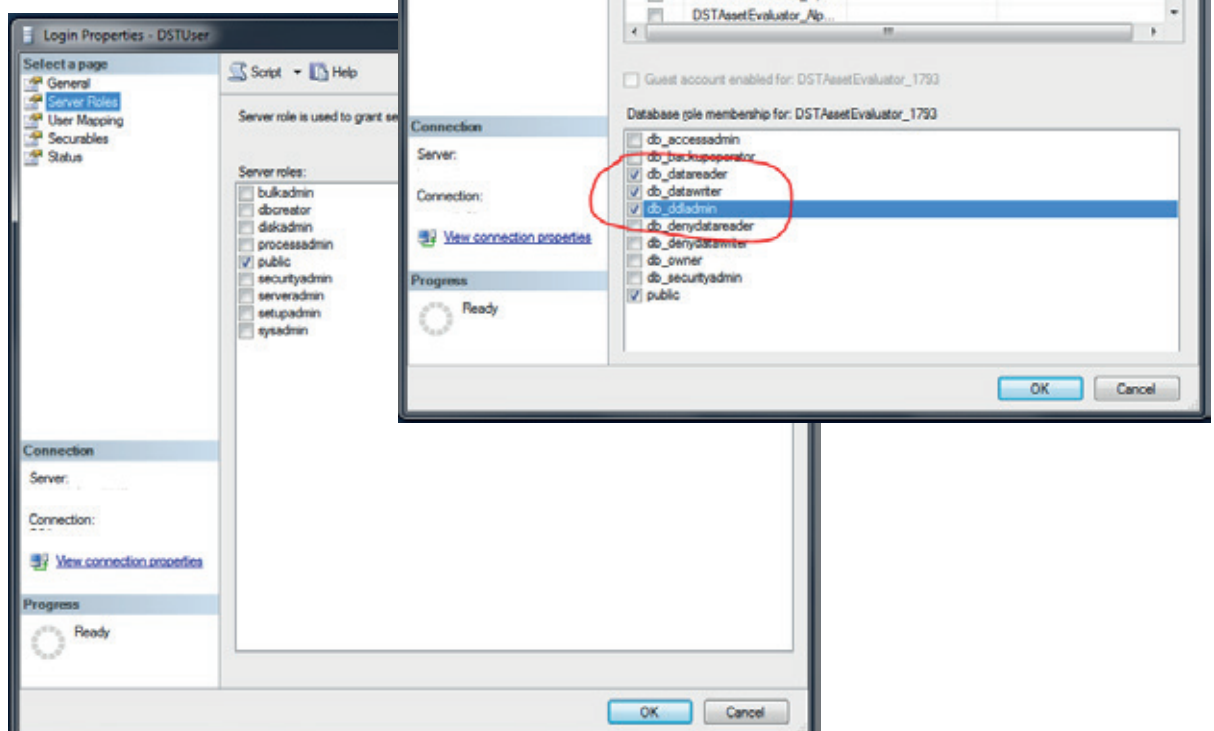 Login Properties - DSTUser
Select a page
General
Server Roles
User Mapping
Securables
Status
Script Help
Server role is used to grant se
Server roles:
bulkadmin
dbcreator
diskadmin
processadmin
public
securityadmin
serveradmin
setupadmin
sysadmin
Connection
Server:
Connection:
View connection properties
Progress
Ready
OK Cancel
DSTAssetEvaluator_Alp...
Guest account enabled for: DSTAssetEvaluator_1793
Database role membership for: DSTAssetEvaluator_1793
db_accessadmin
db_backupoperator
db_datareader
db_datawriter
db_ddladmin
db_denydatareader
db_denydatawriter
db_owner
db_securityadmin
public
Connection
Server:
Connection:
View connection properties
Progress
Ready
OK Cancel